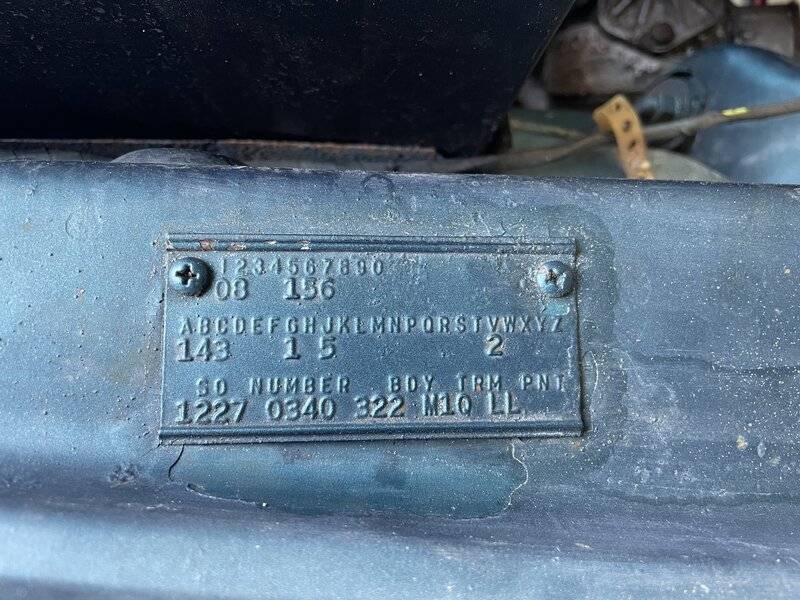 1234567890
08 156
ABCDEFGHJKLMNPQRSTVWXYZ
143 1 5 2
SO NUMBER BDY TRM PNT
1227 0340 322 M1Q LL